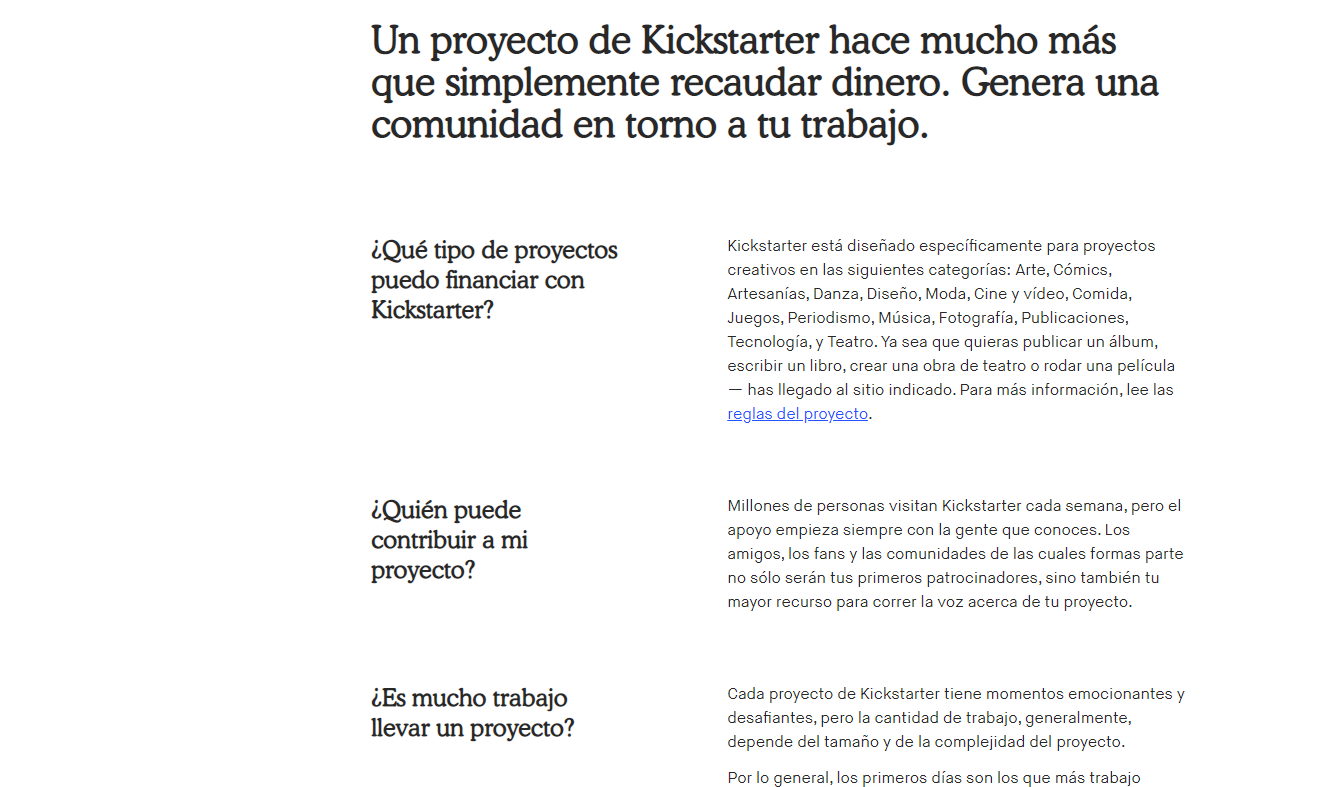 Un proyecto de Kickstarter hace mucho más
que simplemente recaudar dinero. Genera una
comunidad en torno a tu trabajo.
¿Qué tipo de proyectos
puedo financiar con
Kickstarter?
Kickstarter está diseñado específicamente para proyectos
creativos en las siguientes categorías: Arte, Cómics,
Artesanías, Danza, Diseño, Moda, Cine y vídeo, Comida,
Juegos, Periodismo, Música, Fotografía, Publicaciones,
Tecnología, y Teatro. Ya sea que quieras publicar un álbum,
escribir un libro, crear una obra de teatro o rodar una película
— has llegado al sitio indicado. Para más información, lee las
reglas del proyecto.
¿Quién puede
contribuir a mi
proyecto?
Millones de personas visitan Kickstarter cada semana, pero el
apoyo empieza siempre con la gente que conoces. Los
amigos, los fans y las comunidades de las cuales formas parte
no sólo serán tus primeros patrocinadores, sino también tu
mayor recurso para correr la voz acerca de tu proyecto.
¿Es mucho trabajo
llevar un proyecto?
Cada proyecto de Kickstarter tiene momentos emocionantes y
desafiantes, pero la cantidad de trabajo, generalmente,
depende del tamaño y de la complejidad del proyecto.
Por lo general, los primeros días son los que más trabajo